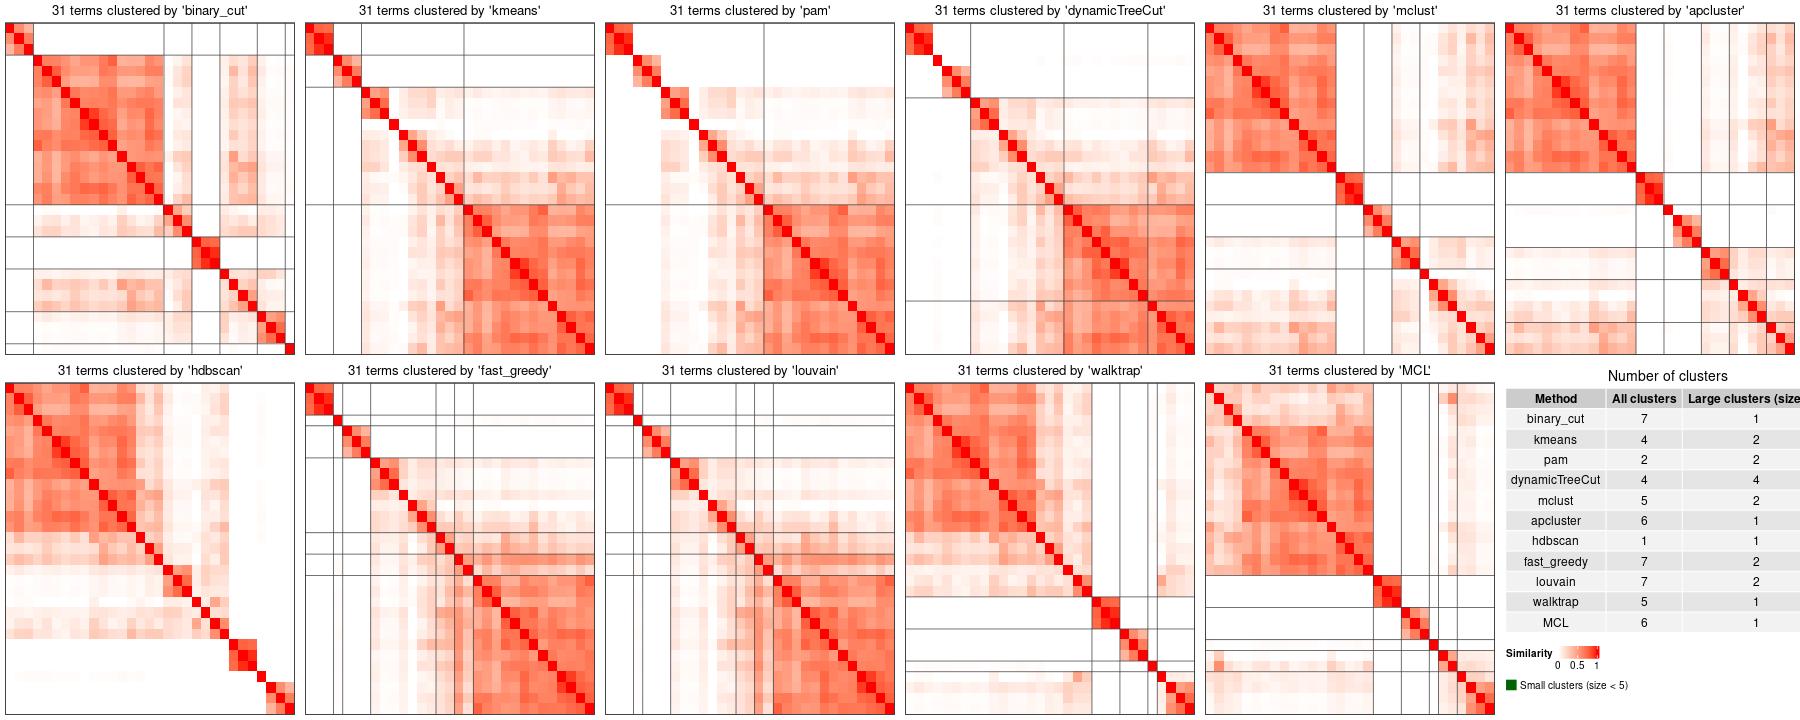 31 terms clustered by 'binary_cut'
31 terms clustered by 'kmeans'
31 terms clustered by 'pam'
31 terms clustered by 'dynamicTreeCut'
31 terms clustered by 'mclust'
31 terms clustered by 'apcluster'
31 terms clustered by 'hdbscan'
31 terms clustered by 'fast_greedy'
31 terms clustered by 'louvain'
31 terms clustered by 'walktrap'
31 terms clustered by 'MCL'
Number of clusters
Method All clusters Large clusters (size
binary_cut 7 1
kmeans 4 2
pam 2 2
dynamicTreeCut 4 4
mclust 5 2
apcluster 6 1
hdbscan 1 1
fast_greedy 7 2
louvain 7 2
walktrap 5 1
MCL 6 1
Similarity
0 0.5 1
Small clusters (size < 5)